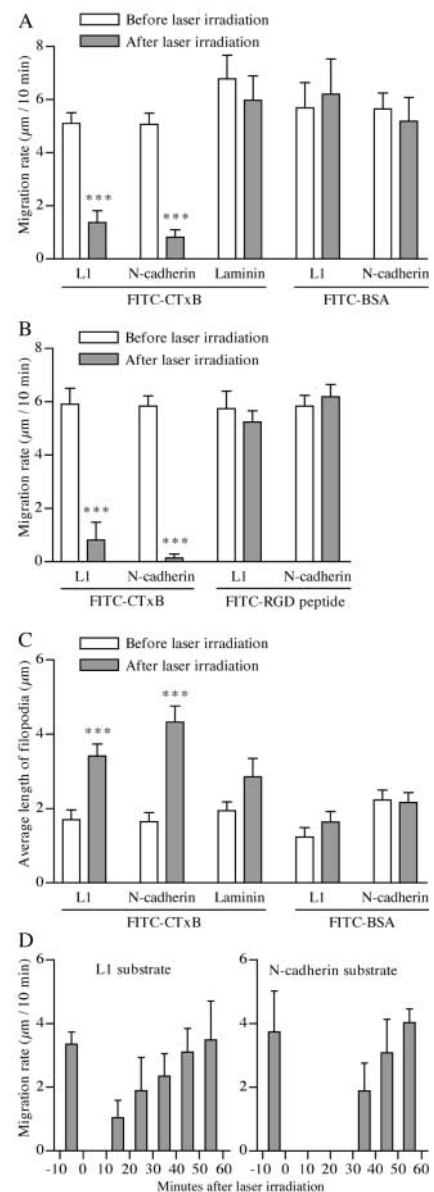 A
Before laser irradiation
After laser irradiation
Migration rate (μm / 10 min)
8
6
4
2
0
***
***
L1 N-cadherin Laminin L1 N-cadherin
FITC-CTxB FITC-BSA
B
Before laser irradiation
After laser irradiation
Migration rate (μm / 10 min)
8
6
4
2
0
***
***
L1 N-cadherin L1 N-cadherin
FITC-CTxB FITC-RGD peptide
C
Before laser irradiation
After laser irradiation
Average length of filopodia (μm)
6
4
2
0
***
***
L1 N-cadherin Laminin L1 N-cadherin
FITC-CTxB FITC-BSA
D
L1 substrate N-cadherin substrate
Migration rate (μm / 10 min)
6
4
2
0
-10 0 10 20 30 40 50 60 -10 0 10 20 30 40 50 60
Minutes after laser irradiation